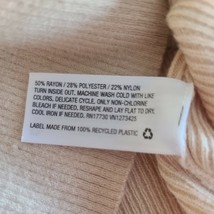 50% RAYON / 28% POLYESTER / 22% NYLON
TURN INSIDE OUT. MACHINE WASH COLD WITH LIKE
COLORS. DELICATE CYCLE, ONLY NON-CHLORINE
BLEACH IF NEEDED, RESHAPE AND LAY FLAT TO DRY.
COOL IRON IF NEEDED. RN17730 VN1273425
LABEL MADE FROM 100% RECYCLED PLASTIC